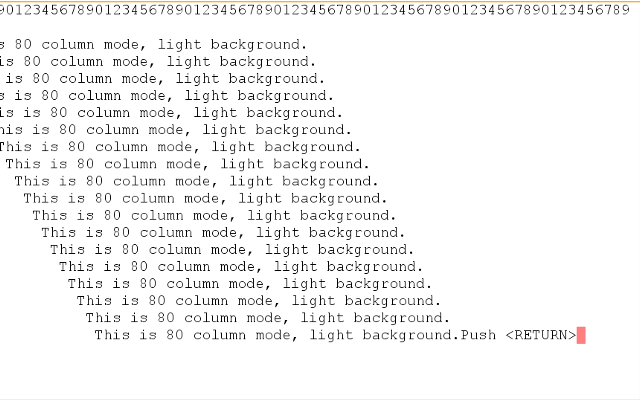 90123456789012345678901234567890123456789012345678901234567890123456789
s 80 column mode, light background.
is 80 column mode, light background.
is 80 column mode, light background.
s is 80 column mode, light background.
is is 80 column mode, light background.
his is 80 column mode, light background.
This is 80 column mode, light background.
This is 80 column mode, light background.
This is 80 column mode, light background.
This is 80 column mode, light background.
This is 80 column mode, light background.
This is 80 column mode, light background.
This is 80 column mode, light background.
This is 80 column mode, light background.
This is 80 column mode, light background.
This is 80 column mode, light background.
This is 80 column mode, light background.
This is 80 column mode, light background.Push <RETURN>